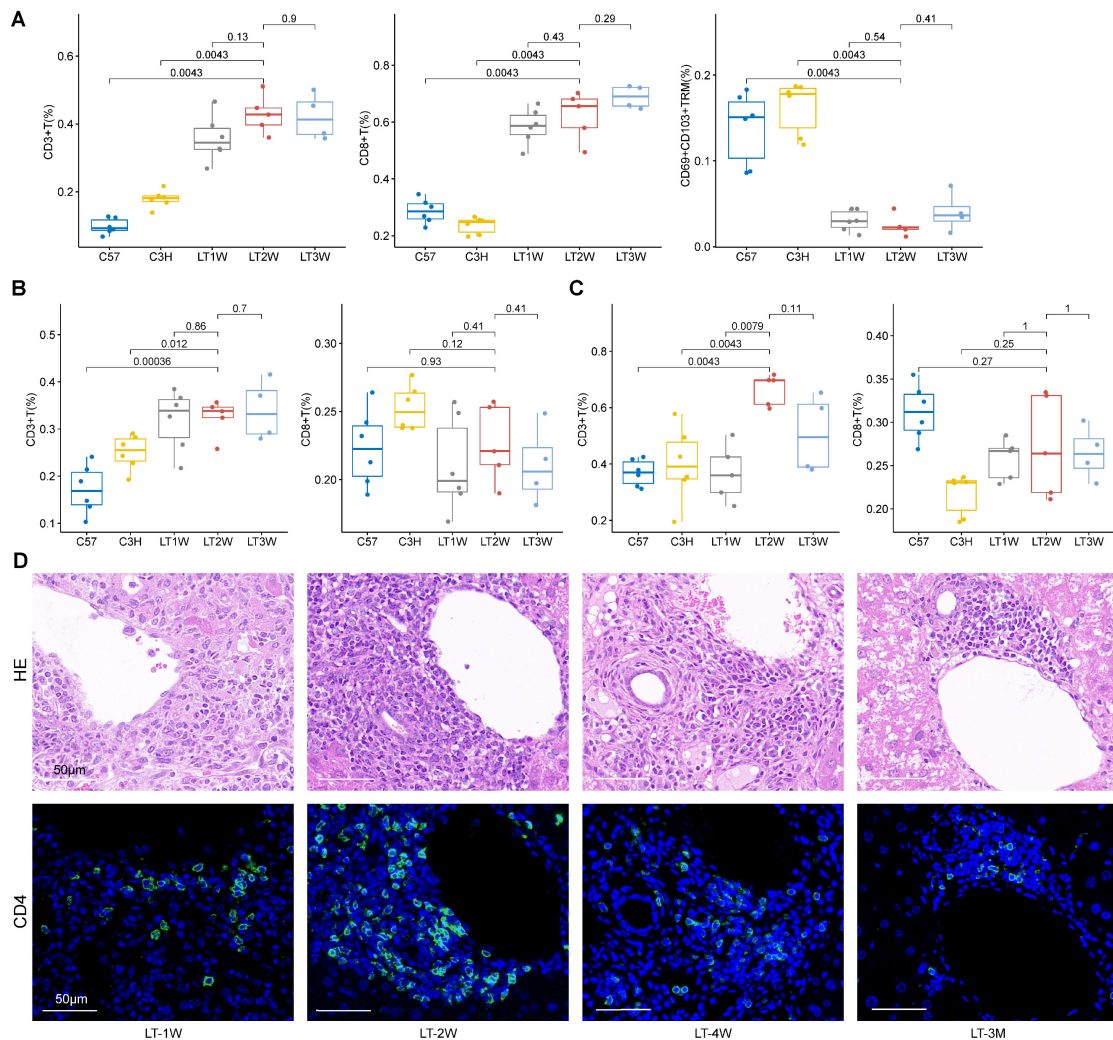 A
0.9
0.13
0.0043
0.0043
0.6
0.4
0.2
CD3+T(%)
C57 C3H LT1W LT2W LT3W
0.29
0.43
0.0043
0.0043
0.8
0.6
0.4
0.2
CD8+T(%)
C57 C3H LT1W LT2W LT3W
0.41
0.54
0.0043
0.0043
0.2
0.1
0.0
CD69+CD103+TRM(%)
C57 C3H LT1W LT2W LT3W
B
0.7
0.86
0.012
0.00036
0.5
0.4
0.3
0.2
0.1
CD3+T(%)
C57 C3H LT1W LT2W LT3W
0.41
0.41
0.12
0.93
0.30
0.25
0.20
CD8+T(%)
C57 C3H LT1W LT2W LT3W
C
0.11
0.0079
0.0043
0.0043
0.8
0.6
0.4
0.2
CD3+T(%)
C57 C3H LT1W LT2W LT3W
1
1
0.25
0.27
0.40
0.35
0.30
0.25
0.20
CD8+T(%)
C57 C3H LT1W LT2W LT3W
D
HE
50μm
CD4
50μm
LT-1W LT-2W LT-4W LT-3M